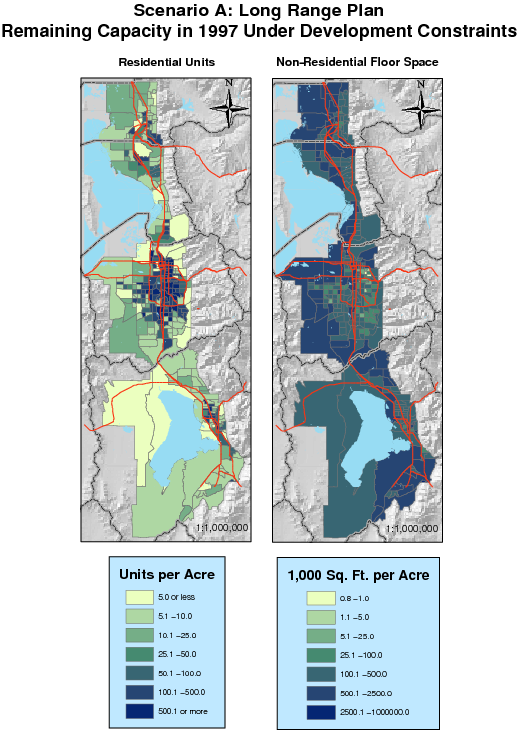 Scenario A: Long Range Plan
Remaining Capacity in 1997 Under Development Constraints
Residential Units
Non-Residential Floor Space
N
N
1:1,000,000
1:1,000,000
Units per Acre
5.0 or less
5.1 -10.0
10.1 -25.0
25.1 -50.0
50.1 -100.0
100.1 -500.0
500.1 or more
1,000 Sq. Ft. per Acre
0.8 -1.0
1.1 -5.0
5.1 -25.0
25.1 -100.0
100.1 -500.0
500.1 -2500.0
2500.1 -1000000.0